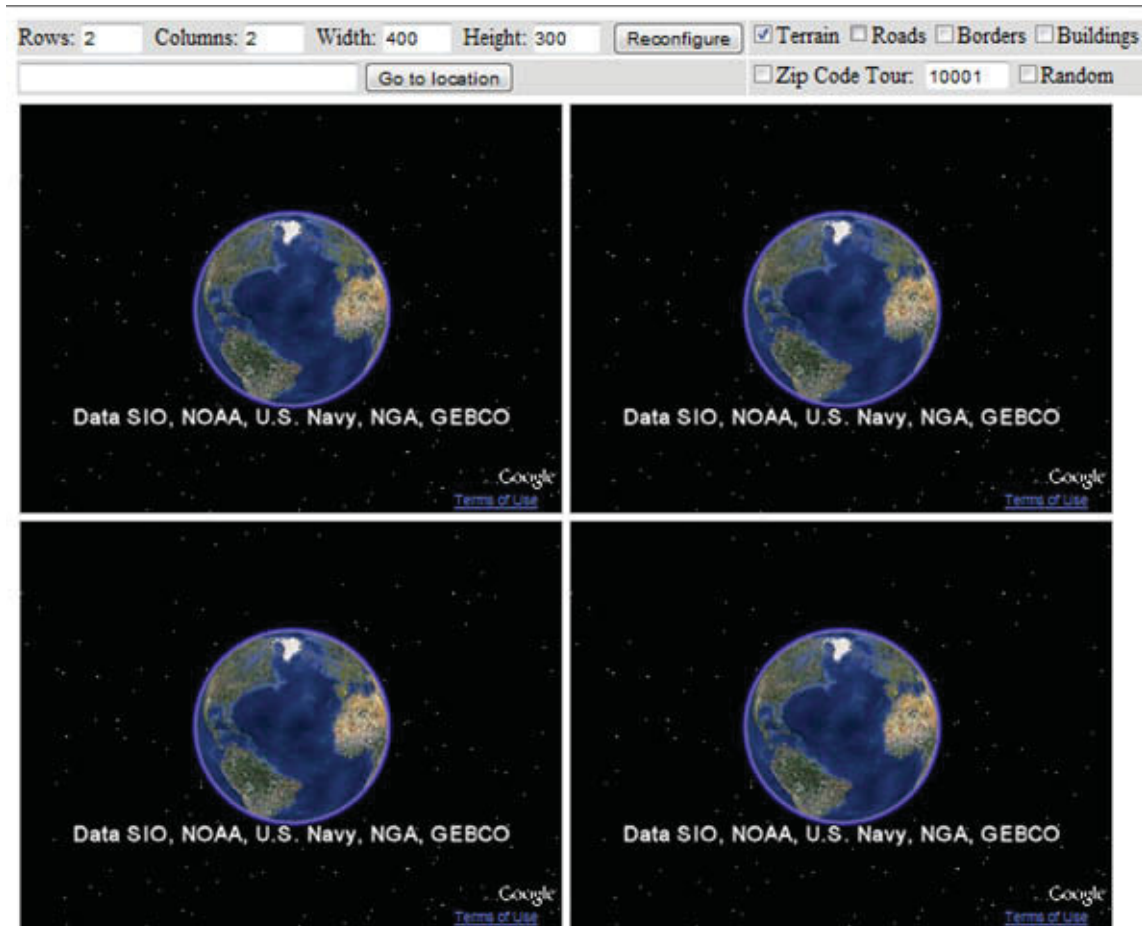 Rows: 2 Columns: 2 Width: 400 Height: 300 Reconfigure Terrain Roads Borders Buildings
Go to location Zip Code Tour: 10001 Random
Data SIO, NOAA, U.S. Navy, NGA, GEBCO
Google
Terms of Use
Data SIO, NOAA, U.S. Navy, NGA, GEBCO
Google
Terms of Use
Data SIO, NOAA, U.S. Navy, NGA, GEBCO
Google
Terms of Use
Data SIO, NOAA, U.S. Navy, NGA, GEBCO
Google
Terms of Use